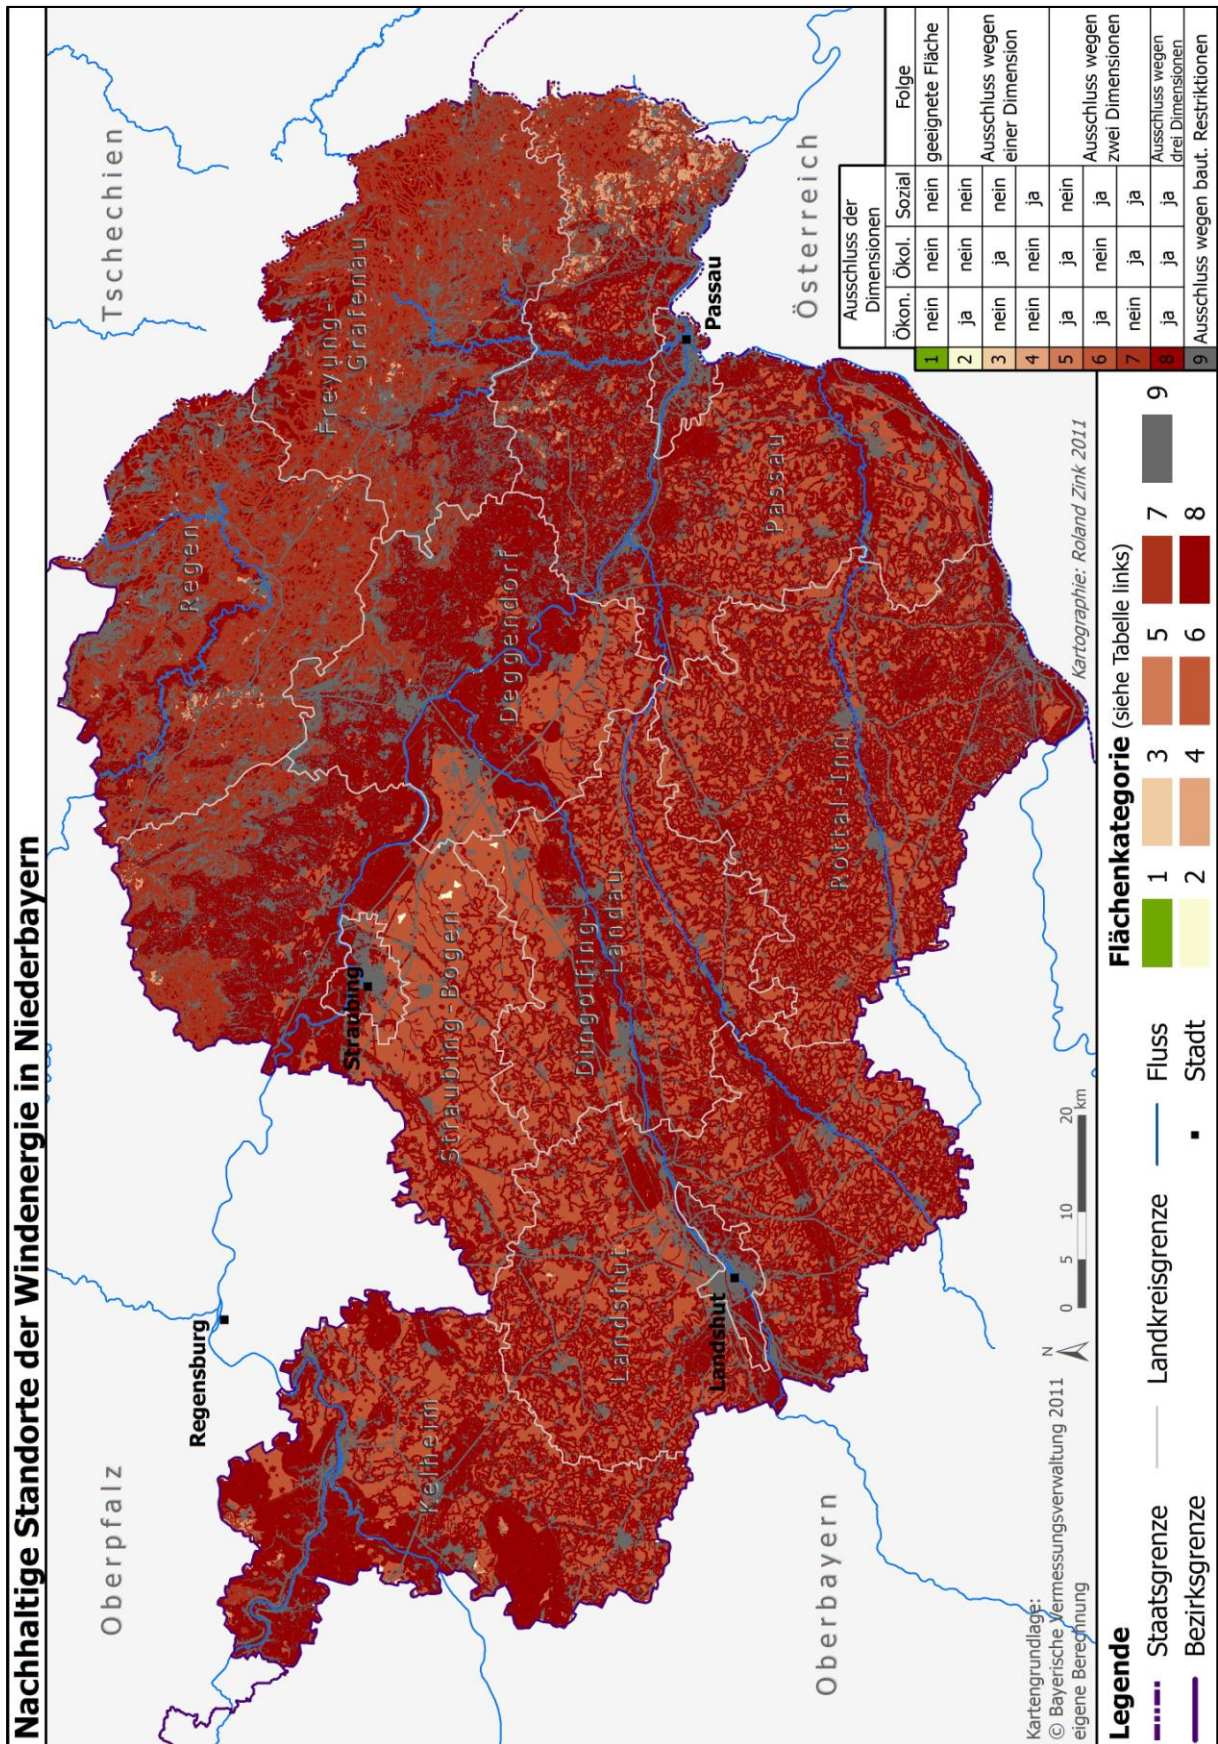 Nachhaltige Standorte der Windenergie in Niederbayern
Oberpfalz
Tschechien
Regensburg
Regen
Freyung-
Grafenau
Straubing
Straubing-Bogen
Deggendorf
Kelheim
Landshut
Dingolfing-
Landau
Passau
Passau
Landshut
Rottal-Inn
Österreich
Oberbayern
Kartengrundlage:
© Bayerische Vermessungsverwaltung 2011
eigene Berechnung
N
0 5 10 20 km
Kartographie: Roland Zink 2011
Ausschluss der
Dimensionen
Folge
Ökon. Ökol. Sozial
1 nein nein nein geeignete Fläche
2 ja nein nein
3 nein ja nein
4 nein nein ja
Ausschluss wegen
einer Dimension
5 ja ja nein
6 ja nein ja
7 nein ja ja
Ausschluss wegen
zwei Dimensionen
8 ja ja ja
Ausschluss wegen
drei Dimensionen
9 Ausschluss wegen baut. Restriktionen
Legende
Staatsgrenze
Landkreisgrenze
Fluss
Bezirksgrenze
Stadt
Flächenkategorie (siehe Tabelle links)
1 3 5 7 9
2 4 6 8